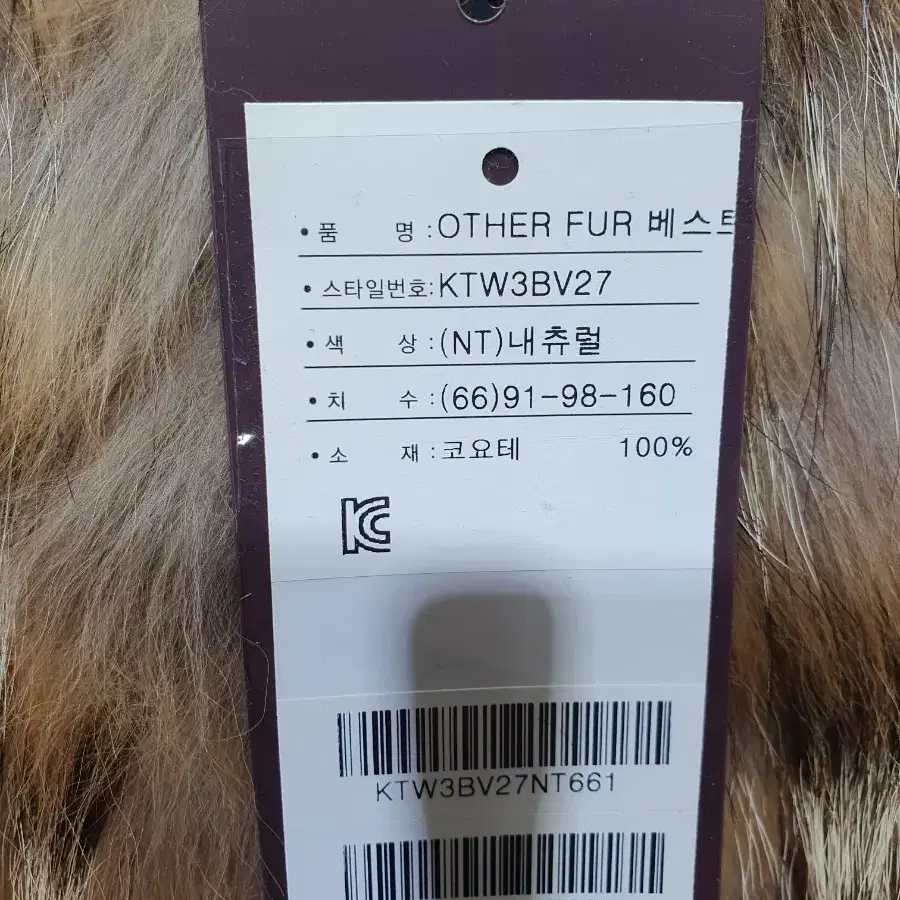 • 품 명 : OTHER FUR 베스트
• 스타일번호: KTW3BV27
• 색 상 : (NT)내츄럴
• 치 수 : (66)91-98-160
• 소 재 : 코요테 100%
KC
KTW3BV27NT661